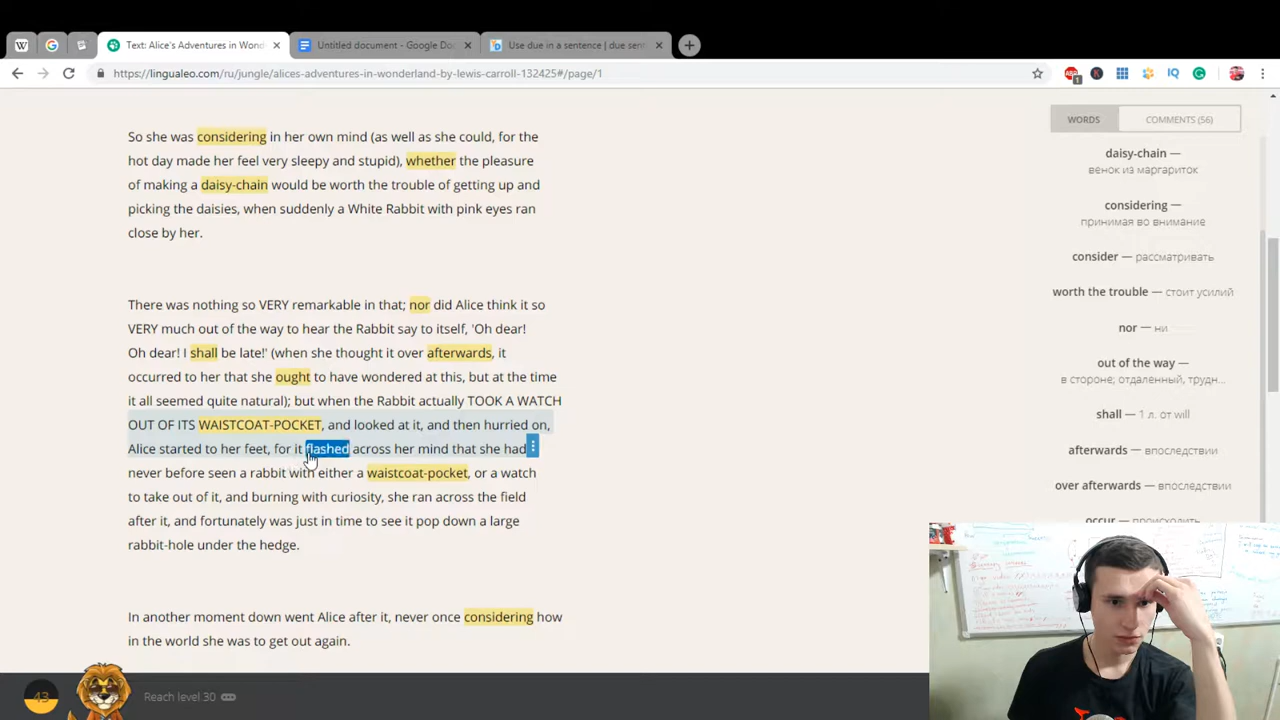 Text: Alice's Adventures in Wond
Untitled document - Google Doc
Use due in a sentence | due sent
https://lingualeo.com/ru/jungle/alices-adventures-in-wonderland-by-lewis-carroll-132425#/page/1
So she was considering in her own mind (as well as she could, for the
hot day made her feel very sleepy and stupid), whether the pleasure
of making a daisy-chain would be worth the trouble of getting up and
picking the daisies, when suddenly a White Rabbit with pink eyes ran
close by her.
There was nothing so VERY remarkable in that; nor did Alice think it so
VERY much out of the way to hear the Rabbit say to itself, 'Oh dear!
Oh dear! I shall be late!' (when she thought it over afterwards, it
occurred to her that she ought to have wondered at this, but at the time
it all seemed quite natural); but when the Rabbit actually TOOK A WATCH
OUT OF ITS WAISTCOAT-POCKET, and looked at it, and then hurried on,
Alice started to her feet, for it flashed across her mind that she had
never before seen a rabbit with either a waistcoat-pocket, or a watch
to take out of it, and burning with curiosity, she ran across the field
after it, and fortunately was just in time to see it pop down a large
rabbit-hole under the hedge.
In another moment down went Alice after it, never once considering how
in the world she was to get out again.
WORDS
COMMENTS (56)
daisy-chain —
венок из маргариток
considering —
принимая во внимание
consider — рассматривать
worth the trouble — стоит усилий
nor — ни
out of the way —
в стороне; отдаленный, трудн...
shall — 1 л. от will
afterwards — впоследствии
over afterwards — впоследствии
occur — происходить
43
Reach level 30